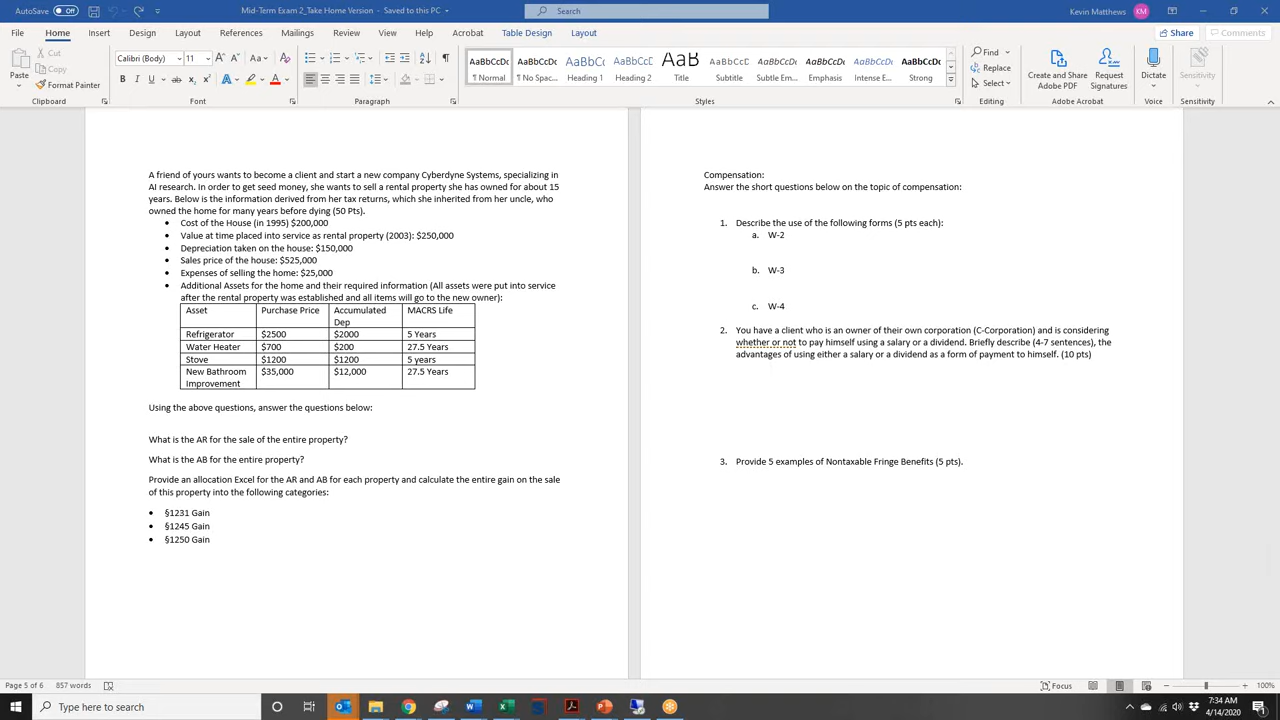 AutoSave Off Mid-Term Exam 2_Take Home Version - Saved to this PC Search Kevin Matthews KM
File Home Insert Design Layout References Mailings Review View Help Acrobat Table Design Layout Share Comments
Paste Cut Copy Format Painter Clipboard
Calibri (Body) 11 Font
Paragraph
AaBbCcDc AaBbCcDc AaBbC( AaBbCcC AaB AaBbCcC AaBbCcDt AaBbCcDt AaBbCcDt AaBbCcDc
¶ Normal ¶ No Spac... Heading 1 Heading 2 Title Subtitle Subtle Em... Emphasis Intense E... Strong
Styles
Find Replace Select Editing
Create and Share Adobe PDF Request Signatures Adobe Acrobat
Dictate Voice
Sensitivity Sensitivity
A friend of yours wants to become a client and start a new company Cyberdyne Systems, specializing in
AI research. In order to get seed money, she wants to sell a rental property she has owned for about 15
years. Below is the information derived from her tax returns, which she inherited from her uncle, who
owned the home for many years before dying (50 Pts).
• Cost of the House (in 1995) $200,000
• Value at time placed into service as rental property (2003): $250,000
• Depreciation taken on the house: $150,000
• Sales price of the house: $525,000
• Expenses of selling the home: $25,000
• Additional Assets for the home and their required information (All assets were put into service
after the rental property was established and all items will go to the new owner):
Asset Purchase Price Accumulated Dep MACRS Life
Refrigerator $2500 $2000 5 Years
Water Heater $700 $200 27.5 Years
Stove $1200 $1200 5 years
New Bathroom Improvement $35,000 $12,000 27.5 Years
Using the above questions, answer the questions below:
What is the AR for the sale of the entire property?
What is the AB for the entire property?
Provide an allocation Excel for the AR and AB for each property and calculate the entire gain on the sale
of this property into the following categories:
• §1231 Gain
• §1245 Gain
• §1250 Gain
Compensation:
Answer the short questions below on the topic of compensation:
1. Describe the use of the following forms (5 pts each):
a. W-2
b. W-3
c. W-4
2. You have a client who is an owner of their own corporation (C-Corporation) and is considering
whether or not to pay himself using a salary or a dividend. Briefly describe (4-7 sentences), the
advantages of using either a salary or a dividend as a form of payment to himself. (10 pts)
3. Provide 5 examples of Nontaxable Fringe Benefits (5 pts).
Page 5 of 6 857 words Focus 100%
Type here to search 7:34 AM
4/14/2020